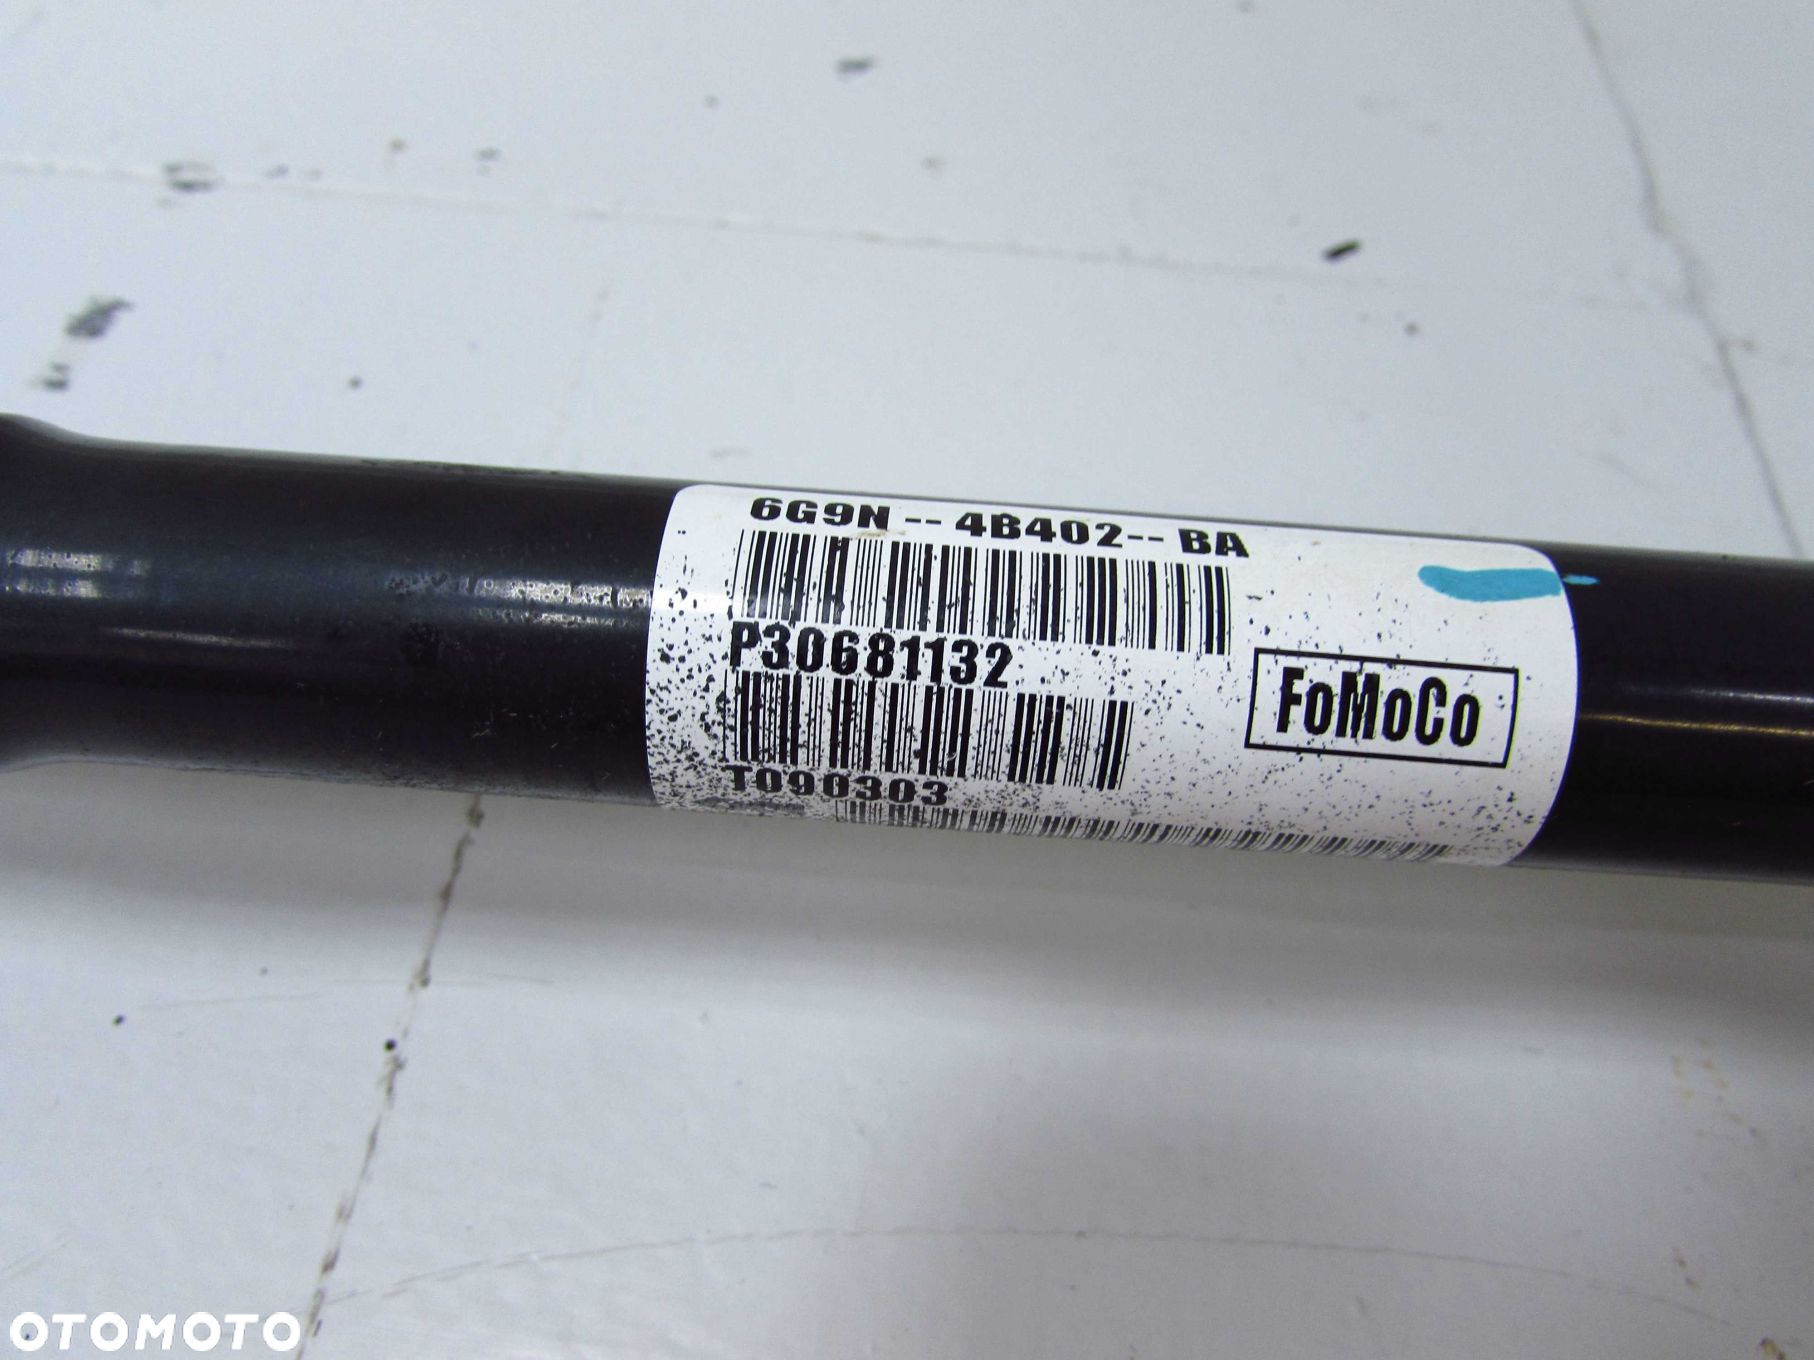 6G9N -- 4B402-- BA
P30681132
FoMoCo
T090303
OTOMOTO